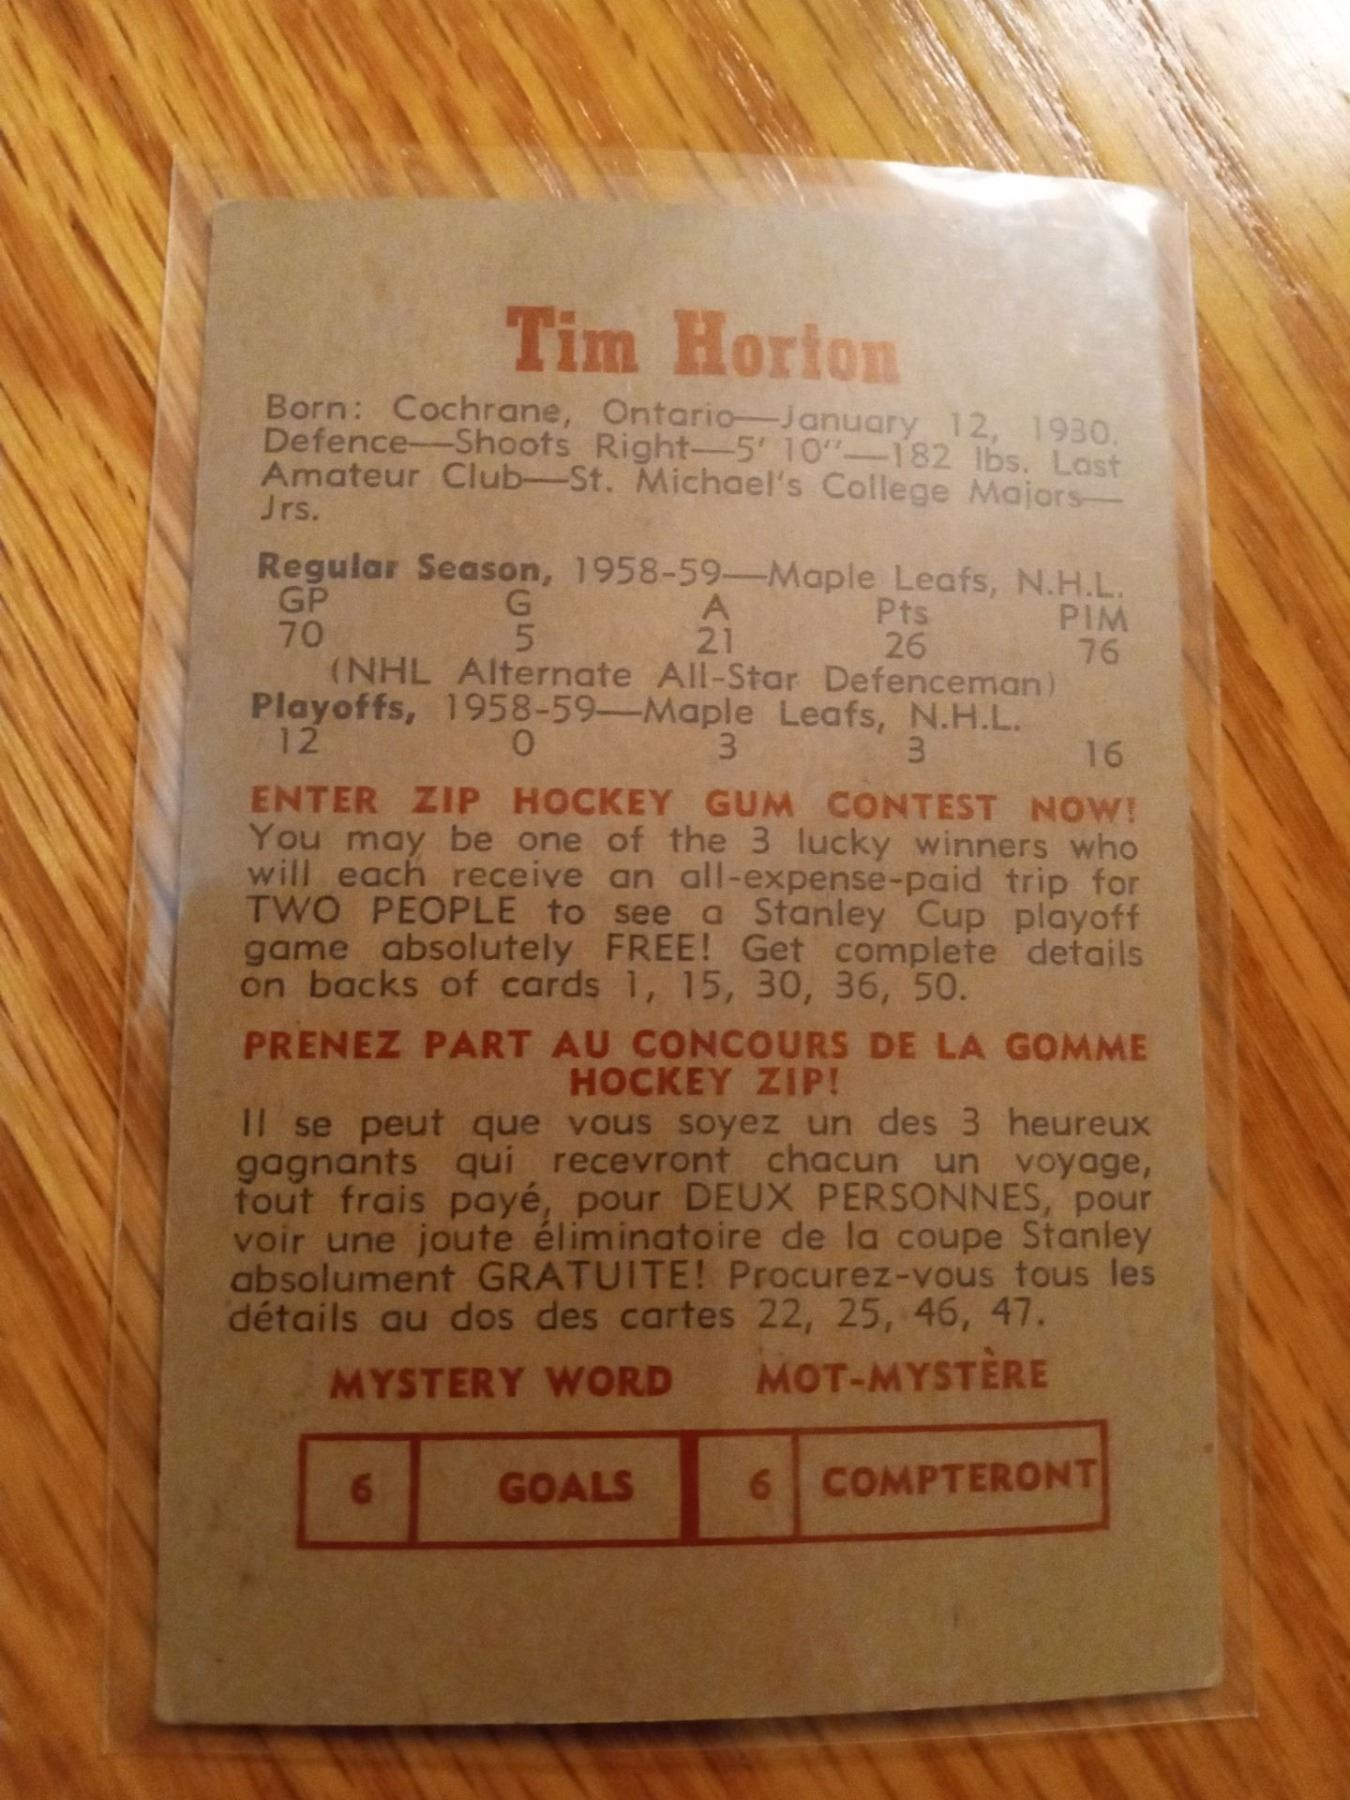 Tim Horton
Born: Cochrane, Ontario—January 12, 1930.
Defence—Shoots Right—5' 10"—182 lbs. Last
Amateur Club—St. Michael's College Majors—
Jrs.
Regular Season, 1958-59—Maple Leafs, N.H.L.
GP G A Pts PIM
70 5 21 26 76
(NHL Alternate All-Star Defenceman)
Playoffs, 1958-59—Maple Leafs, N.H.L.
12 0 3 3 16
ENTER ZIP HOCKEY GUM CONTEST NOW!
You may be one of the 3 lucky winners who
will each receive an all-expense-paid trip for
TWO PEOPLE to see a Stanley Cup playoff
game absolutely FREE! Get complete details
on backs of cards 1, 15, 30, 36, 50.
PRENEZ PART AU CONCOURS DE LA GOMME
HOCKEY ZIP!
Il se peut que vous soyez un des 3 heureux
gagnants qui recevront chacun un voyage,
tout frais payé, pour DEUX PERSONNES, pour
voir une joute éliminatoire de la coupe Stanley
absolument GRATUITE! Procurez-vous tous les
détails au dos des cartes 22, 25, 46, 47.
MYSTERY WORD MOT-MYSTÈRE
6 GOALS 6 COMPTERONT